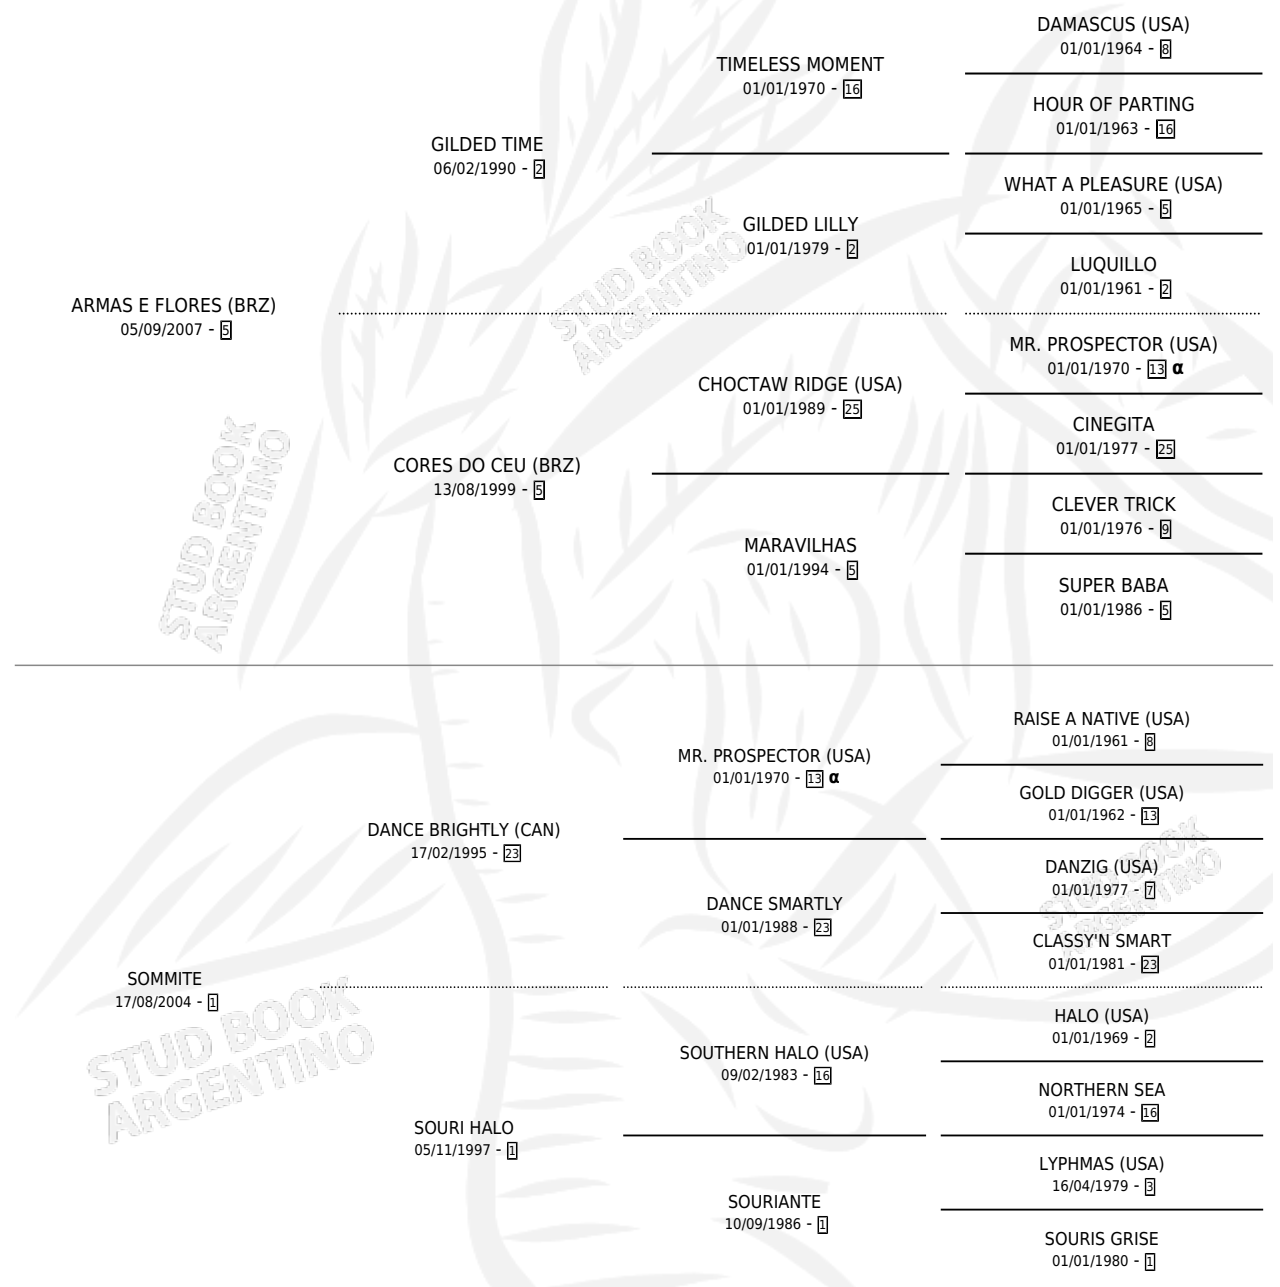 DAMASCUS (USA)
01/01/1964 - 8
TIMELESS MOMENT
01/01/1970 - 16
HOUR OF PARTING
01/01/1963 - 16
GILDED TIME
06/02/1990 - 2
WHAT A PLEASURE (USA)
01/01/1965 - 5
GILDED LILLY
01/01/1979 - 2
LUQUILLO
01/01/1961 - 2
ARMAS E FLORES (BRZ)
05/09/2007 - 5
MR. PROSPECTOR (USA)
01/01/1970 - 13 α
CHOCTAW RIDGE (USA)
01/01/1989 - 25
CINEGITA
01/01/1977 - 25
CORES DO CEU (BRZ)
13/08/1999 - 5
CLEVER TRICK
01/01/1976 - 9
MARAVILHAS
01/01/1994 - 5
SUPER BABA
01/01/1986 - 5
RAISE A NATIVE (USA)
01/01/1961 - 8
MR. PROSPECTOR (USA)
01/01/1970 - 13 α
GOLD DIGGER (USA)
01/01/1962 - 13
DANCE BRIGHTLY (CAN)
17/02/1995 - 23
DANZIG (USA)
01/01/1977 - 7
DANCE SMARTLY
01/01/1988 - 23
CLASSY'N SMART
01/01/1981 - 23
SOMMITE
17/08/2004 - 1
HALO (USA)
01/01/1969 - 2
SOUTHERN HALO (USA)
09/02/1983 - 16
NORTHERN SEA
01/01/1974 - 16
SOURI HALO
05/11/1997 - 1
LYPHMAS (USA)
16/04/1979 - 3
SOURIANTE
10/09/1986 - 1
SOURIS GRISE
01/01/1980 - 1
STUD BOOK
ARGENTINO
STUD BOOK
ARGENTINO
STUD BOOK
ARGENTINO
STUD BOOK
ARGENTINO